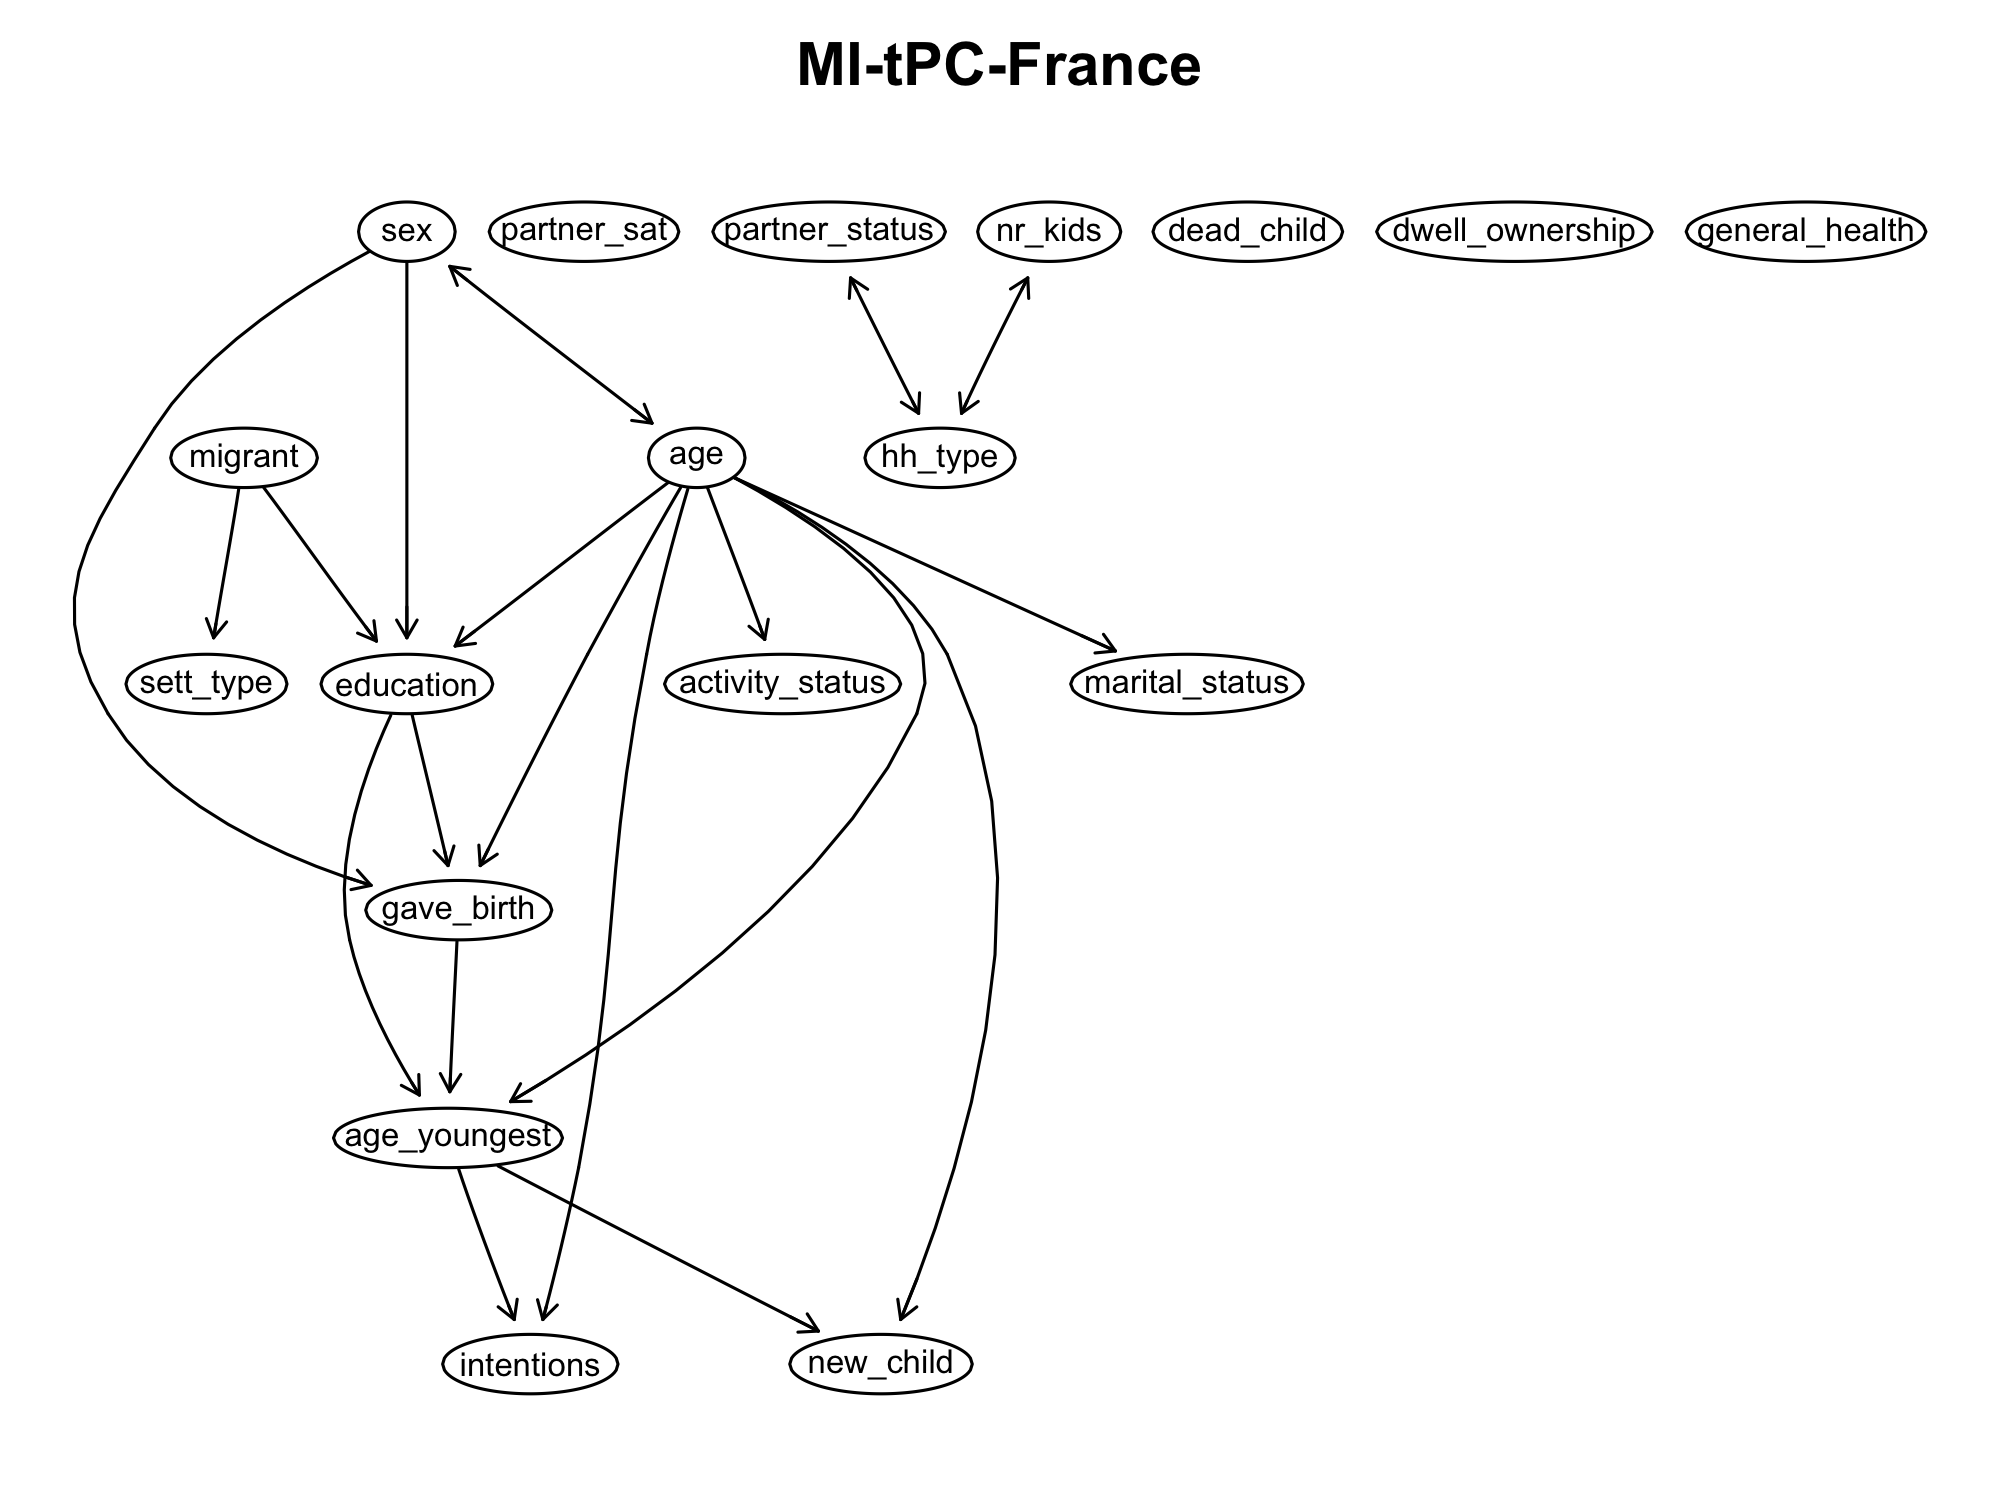 MI-tPC-France
sex
partner_sat
partner_status
nr_kids
dead_child
dwell_ownership
general_health
migrant
age
hh_type
sett_type
education
activity_status
marital_status
gave_birth
age_youngest
intentions
new_child